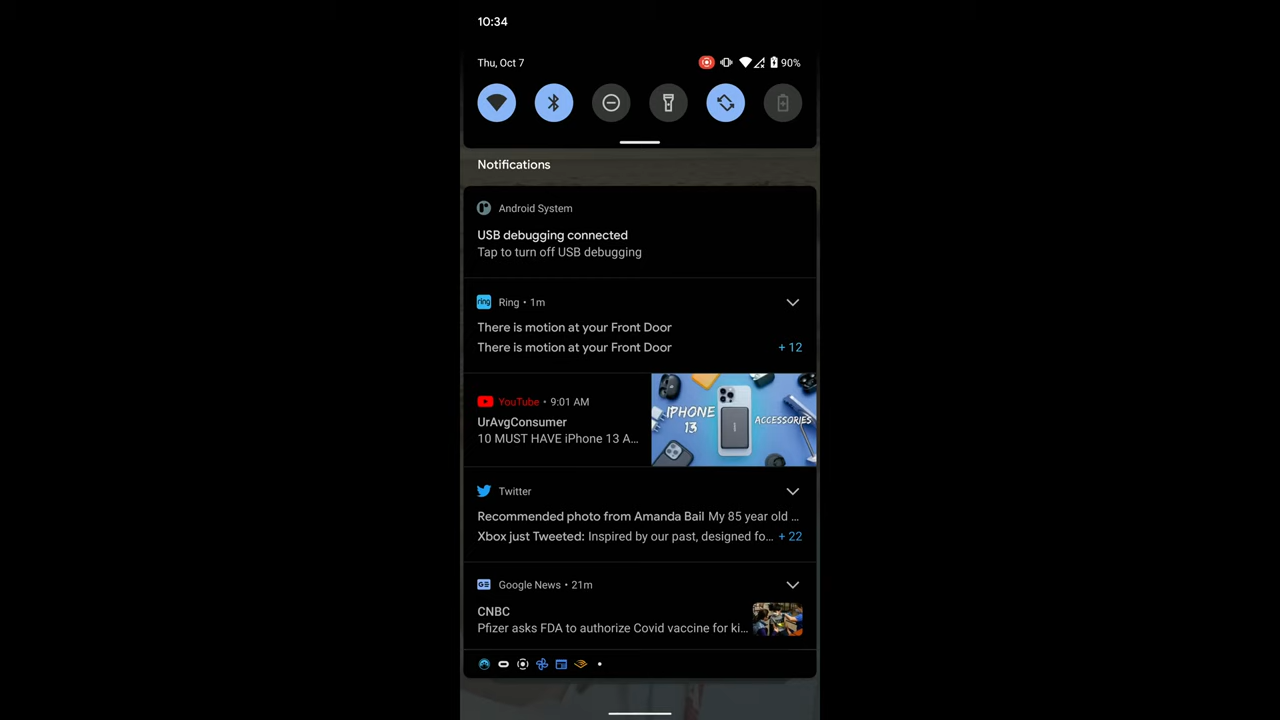 10:34
Thu, Oct 7
90%
Notifications
Android System
USB debugging connected
Tap to turn off USB debugging
ring
Ring • 1m
There is motion at your Front Door
There is motion at your Front Door + 12
YouTube • 9:01 AM
UrAvgConsumer
10 MUST HAVE iPhone 13 A...
IPHONE
13
ACCESSORIES
Twitter
Recommended photo from Amanda Bail My 85 year old ...
Xbox just Tweeted: Inspired by our past, designed fo... + 22
Google News • 21m
CNBC
Pfizer asks FDA to authorize Covid vaccine for ki...